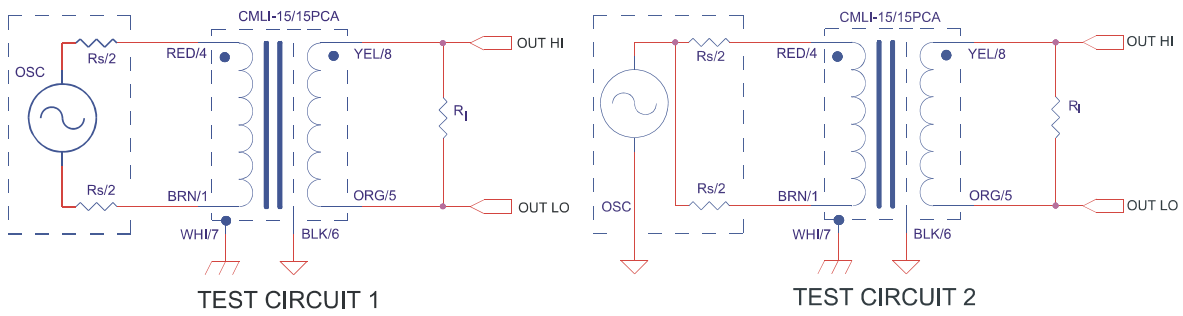 CMLI-15/15PCA
Rs/2
RED/4
YEL/8
OUT HI
OSC
RI
Rs/2
BRN/1
ORG/5
OUT LO
WHI/7
BLK/6
TEST CIRCUIT 1
CMLI-15/15PCA
Rs/2
RED/4
YEL/8
OUT HI
RI
Rs/2
BRN/1
ORG/5
OUT LO
OSC
WHI/7
BLK/6
TEST CIRCUIT 2